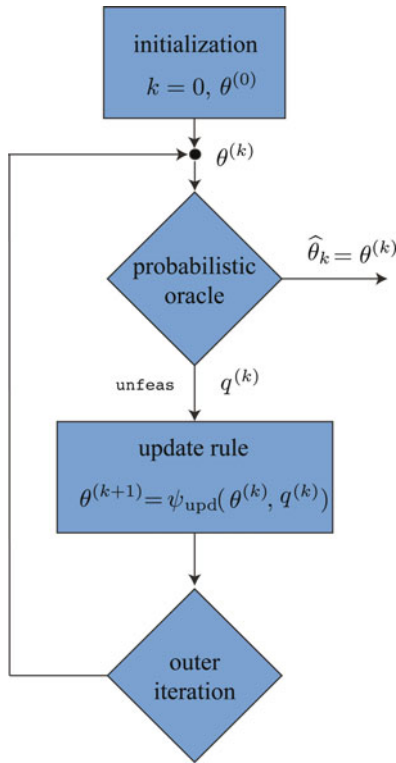 initialization
k = 0, θ^(0)
θ^(k)
probabilistic
oracle
θ̂_k = θ^(k)
unfeas q^(k)
update rule
θ^(k+1) = ψ_upd(θ^(k), q^(k))
outer
iteration